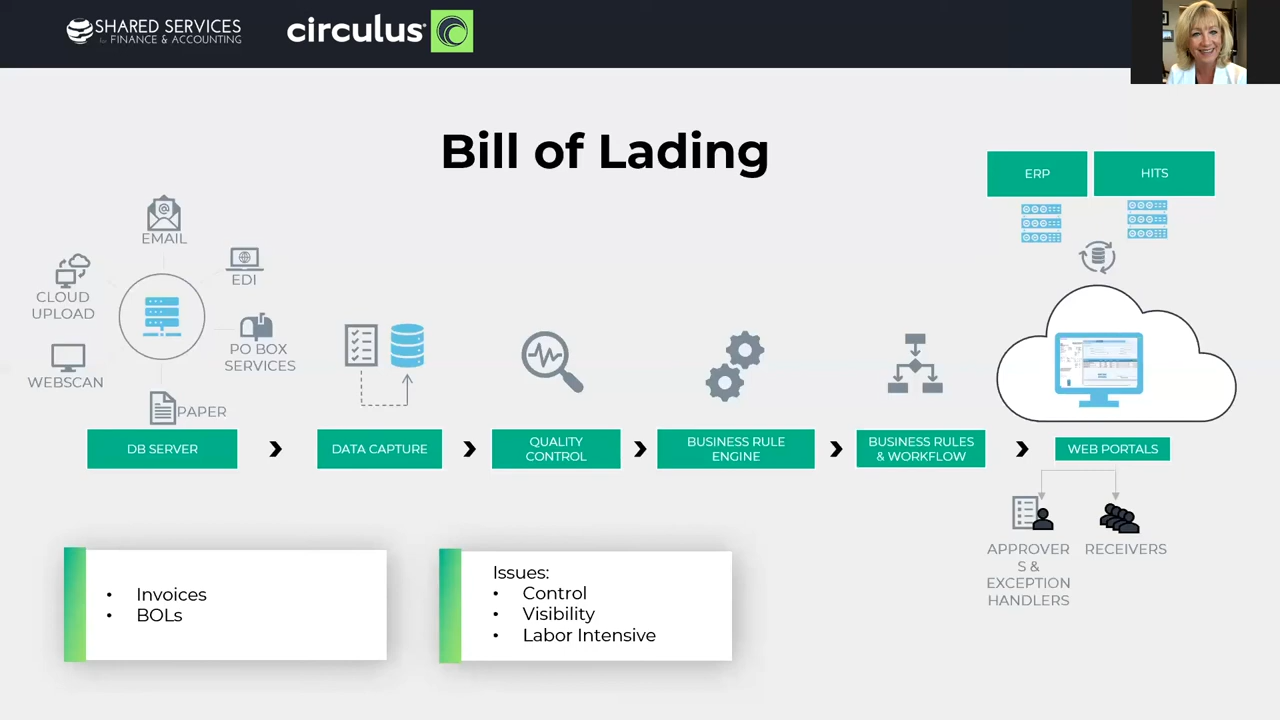 SHARED SERVICES
for FINANCE & ACCOUNTING
circulus
Bill of Lading
ERP
HITS
EMAIL
EDI
CLOUD
UPLOAD
PO BOX
SERVICES
WEBSCAN
PAPER
DB SERVER
DATA CAPTURE
QUALITY
CONTROL
BUSINESS RULE
ENGINE
BUSINESS RULES
& WORKFLOW
WEB PORTALS
APPROVER
S &
EXCEPTION
HANDLERS
RECEIVERS
• Invoices
• BOLs
Issues:
• Control
• Visibility
• Labor Intensive